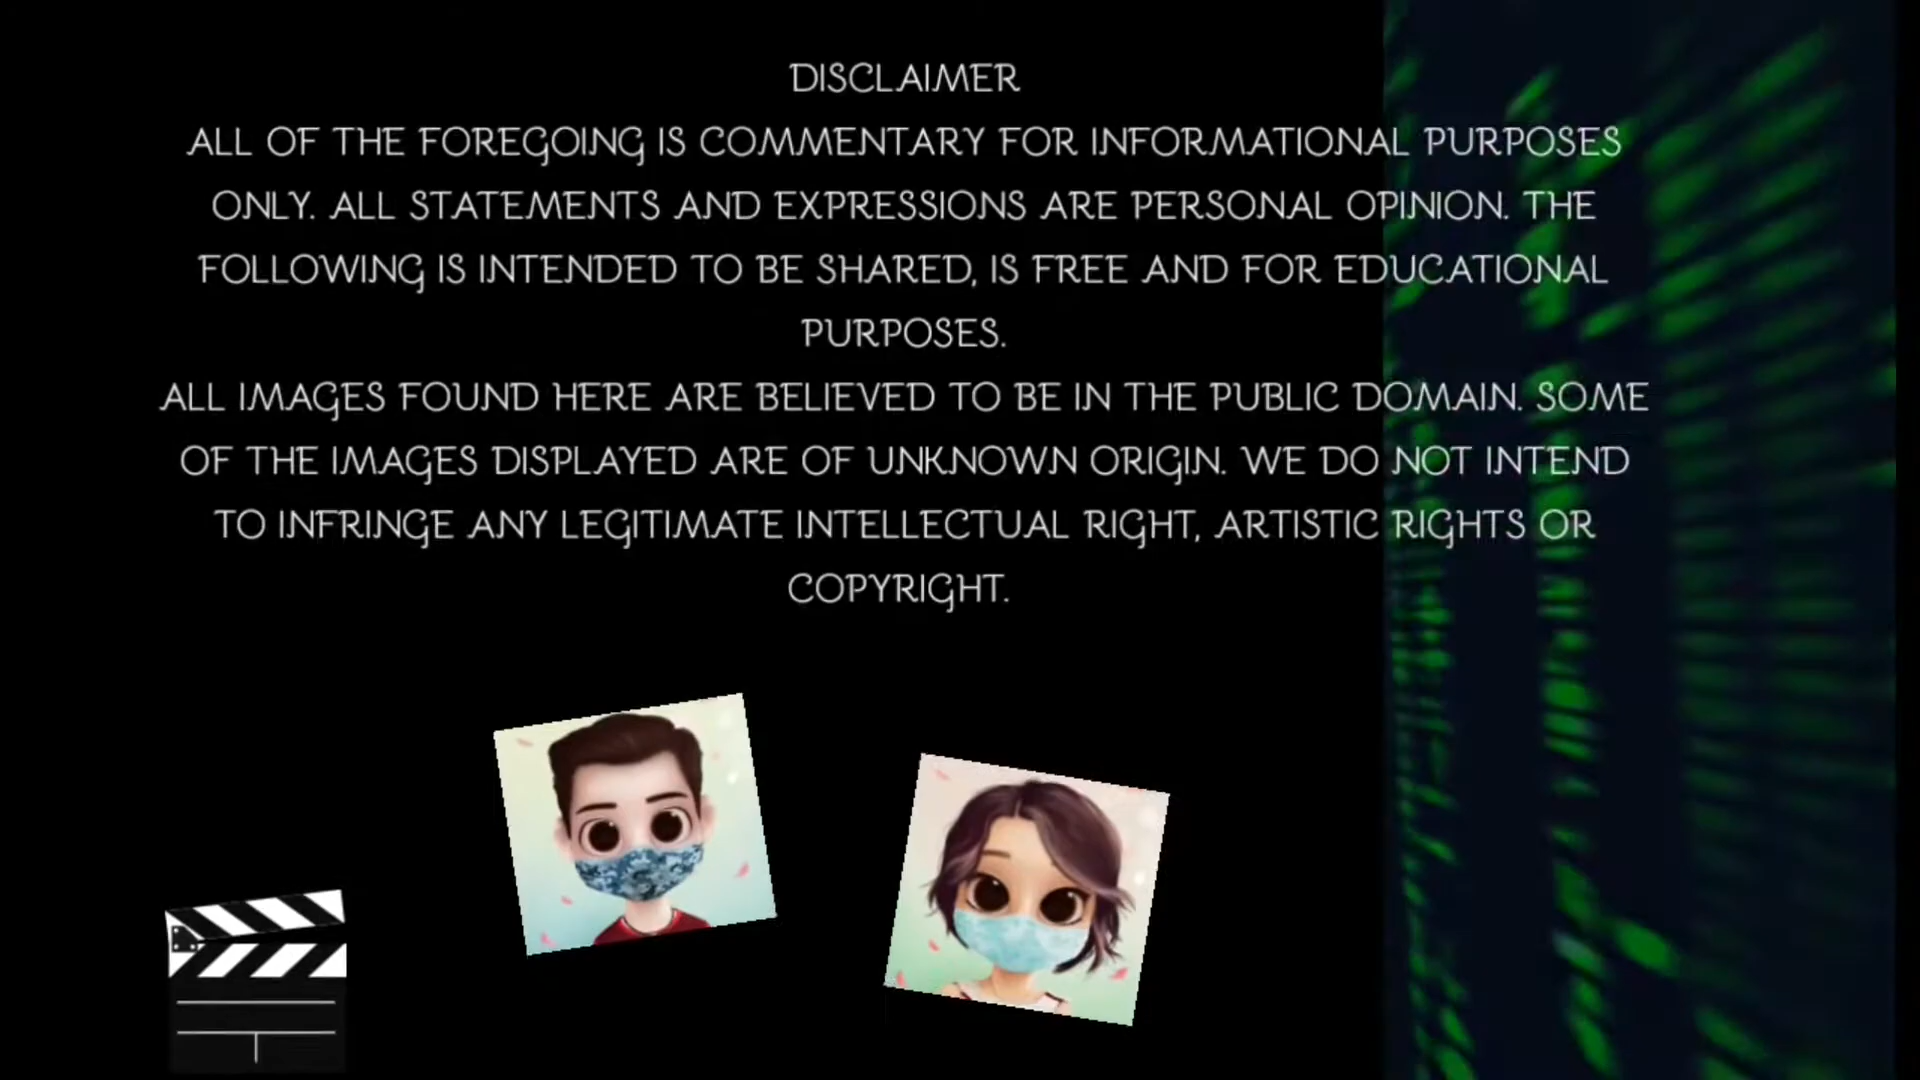 DISCLAIMER
ALL OF THE FOREGOING IS COMMENTARY FOR INFORMATIONAL PURPOSES
ONLY. ALL STATEMENTS AND EXPRESSIONS ARE PERSONAL OPINION. THE
FOLLOWING IS INTENDED TO BE SHARED, IS FREE AND FOR EDUCATIONAL
PURPOSES.
ALL IMAGES FOUND HERE ARE BELIEVED TO BE IN THE PUBLIC DOMAIN. SOME
OF THE IMAGES DISPLAYED ARE OF UNKNOWN ORIGIN. WE DO NOT INTEND
TO INFRINGE ANY LEGITIMATE INTELLECTUAL RIGHT, ARTISTIC RIGHTS OR
COPYRIGHT.